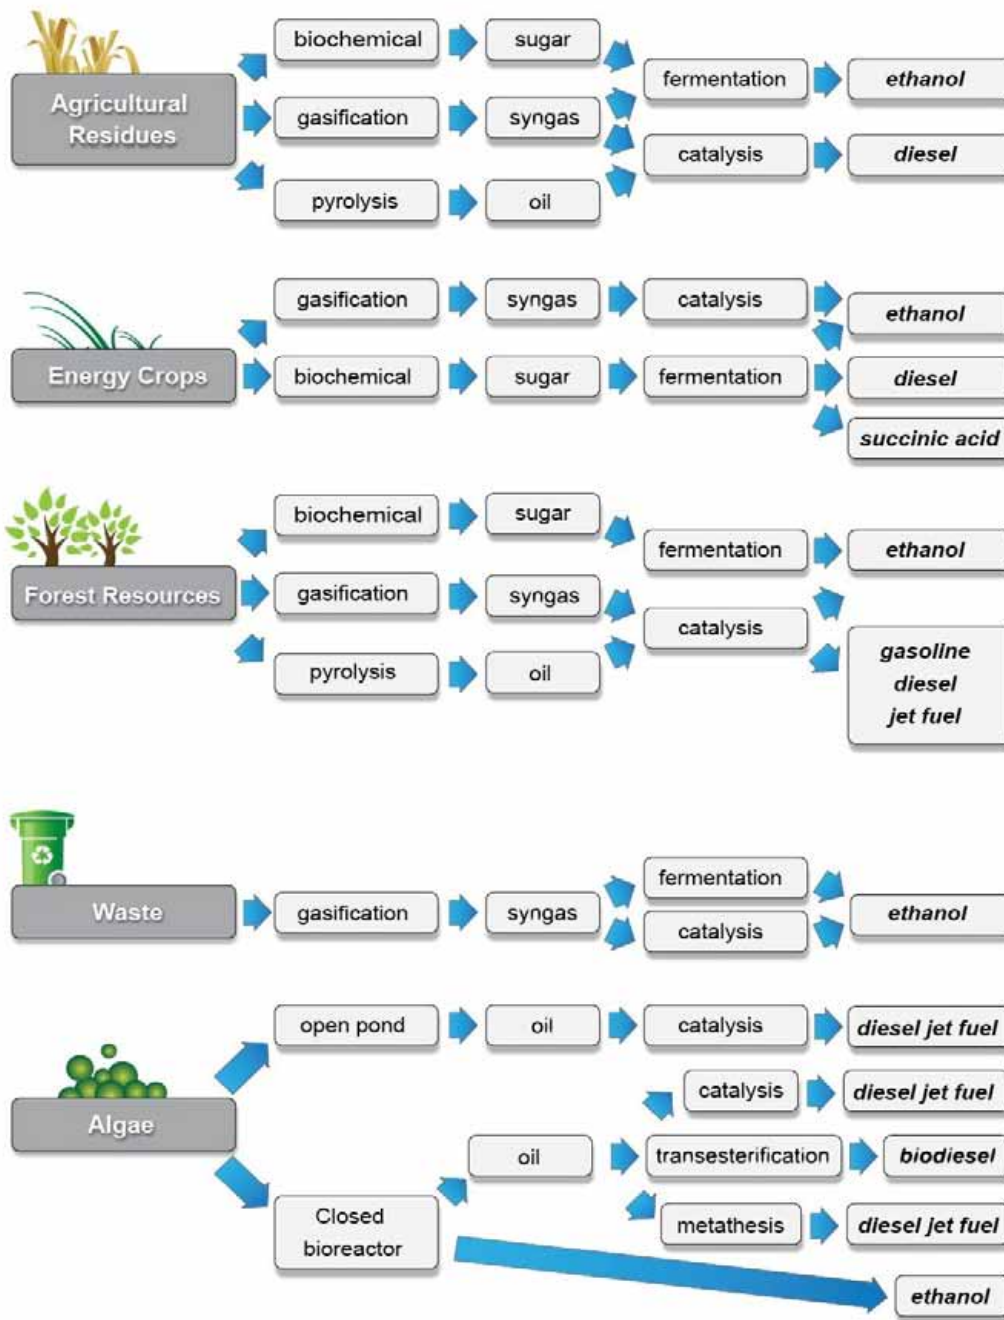 biochemical
sugar
fermentation
ethanol
Agricultural
Residues
gasification
syngas
catalysis
diesel
pyrolysis
oil
gasification
syngas
catalysis
ethanol
Energy Crops
biochemical
sugar
fermentation
diesel
succinic acid
biochemical
sugar
fermentation
ethanol
Forest Resources
gasification
syngas
catalysis
gasoline
diesel
jet fuel
pyrolysis
oil
Waste
gasification
syngas
fermentation
catalysis
ethanol
open pond
oil
catalysis
diesel jet fuel
Algae
catalysis
diesel jet fuel
oil
transesterification
biodiesel
Closed
bioreactor
metathesis
diesel jet fuel
ethanol